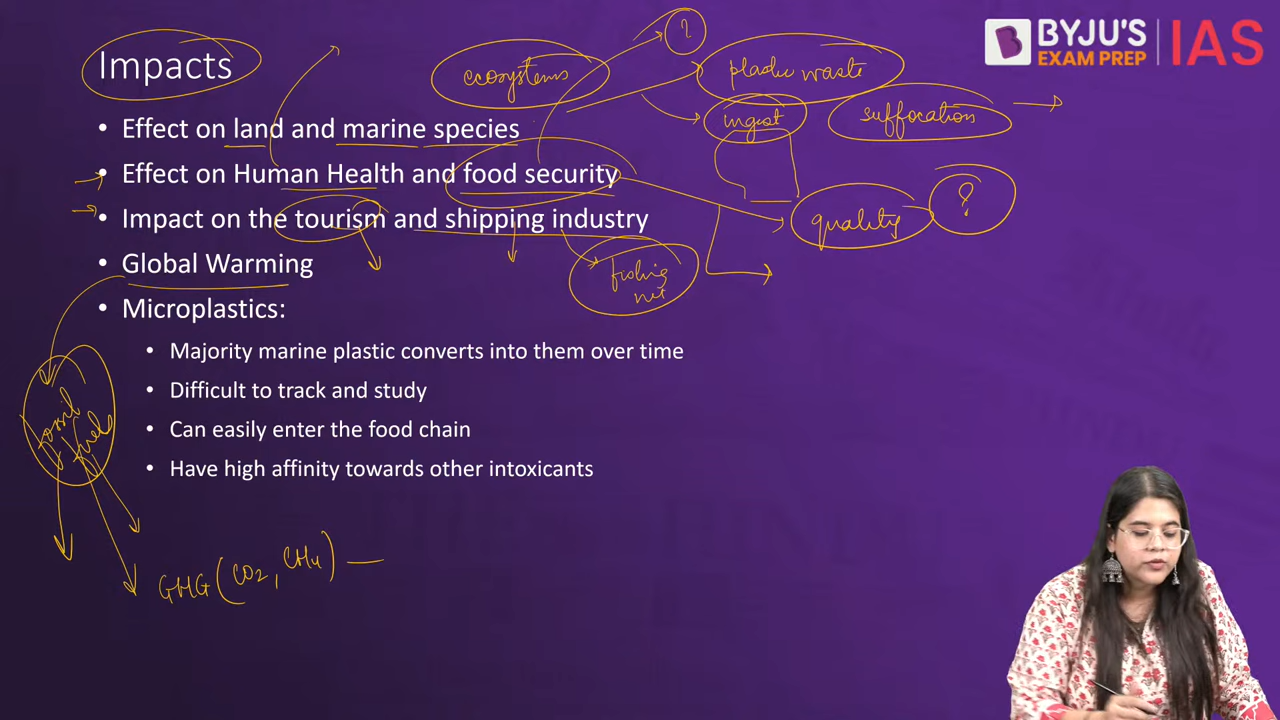 Impacts
ecosystems
?
plastic waste
ingest
suffocation
BYJU'S
EXAM PREP
IAS
• Effect on land and marine species
• Effect on Human Health and food security
• Impact on the tourism and shipping industry
quality
?
fishing
net
• Global Warming
• Microplastics:
• Majority marine plastic converts into them over time
• Difficult to track and study
• Can easily enter the food chain
• Have high affinity towards other intoxicants
fossil
fuels
GHG (CO2, CH4) —